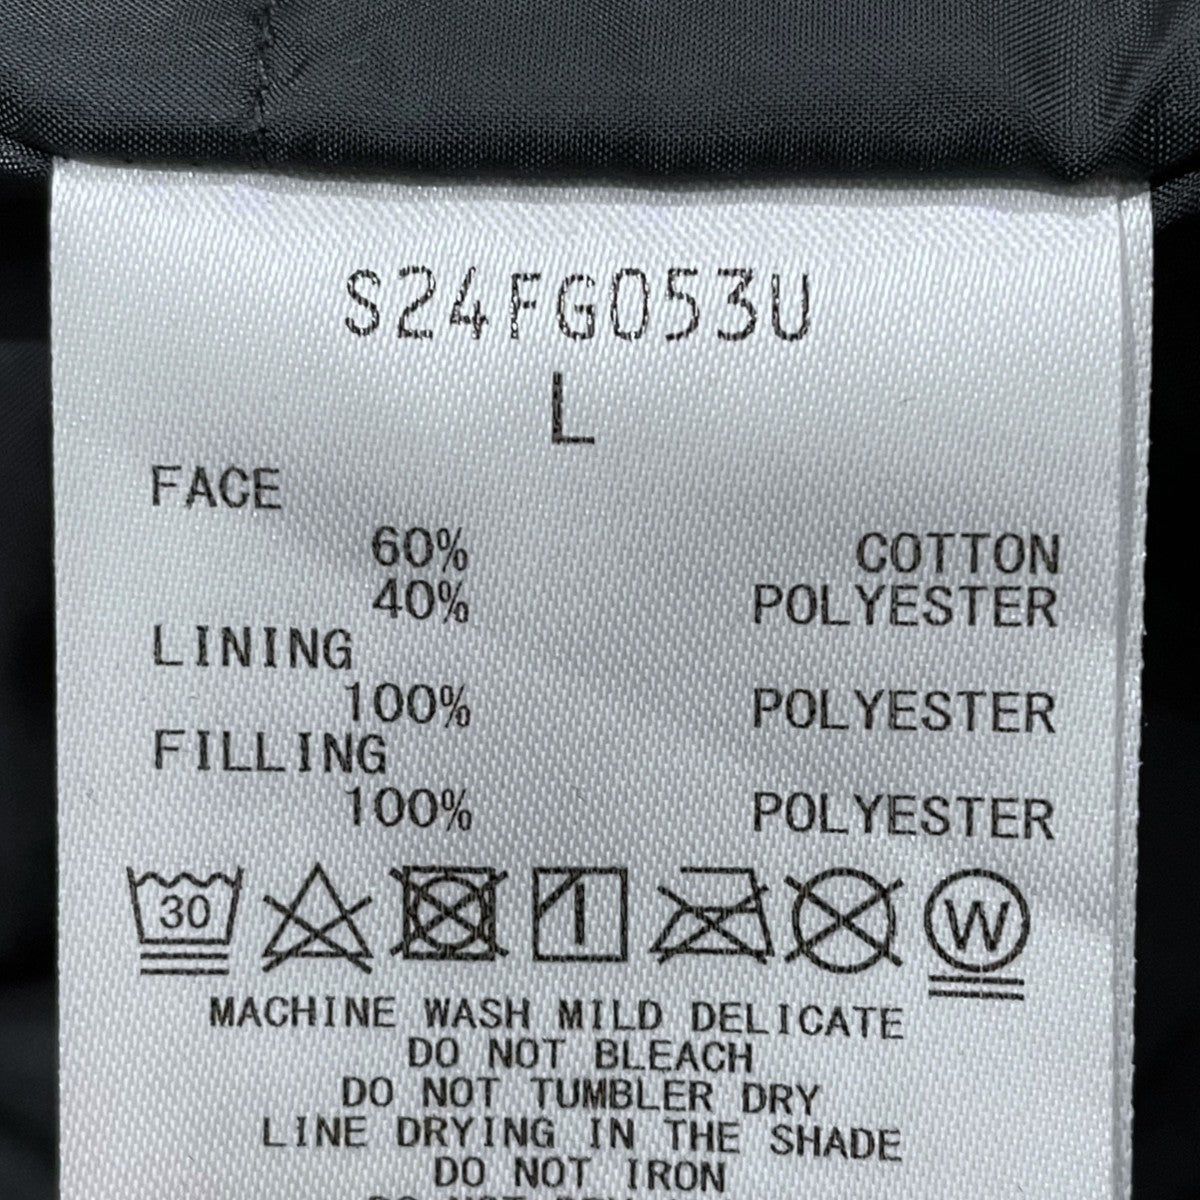 S24FG053U
L
FACE
60% COTTON
40% POLYESTER
LINING
100% POLYESTER
FILLING
100% POLYESTER
30 W
MACHINE WASH MILD DELICATE
DO NOT BLEACH
DO NOT TUMBLER DRY
LINE DRYING IN THE SHADE
DO NOT IRON